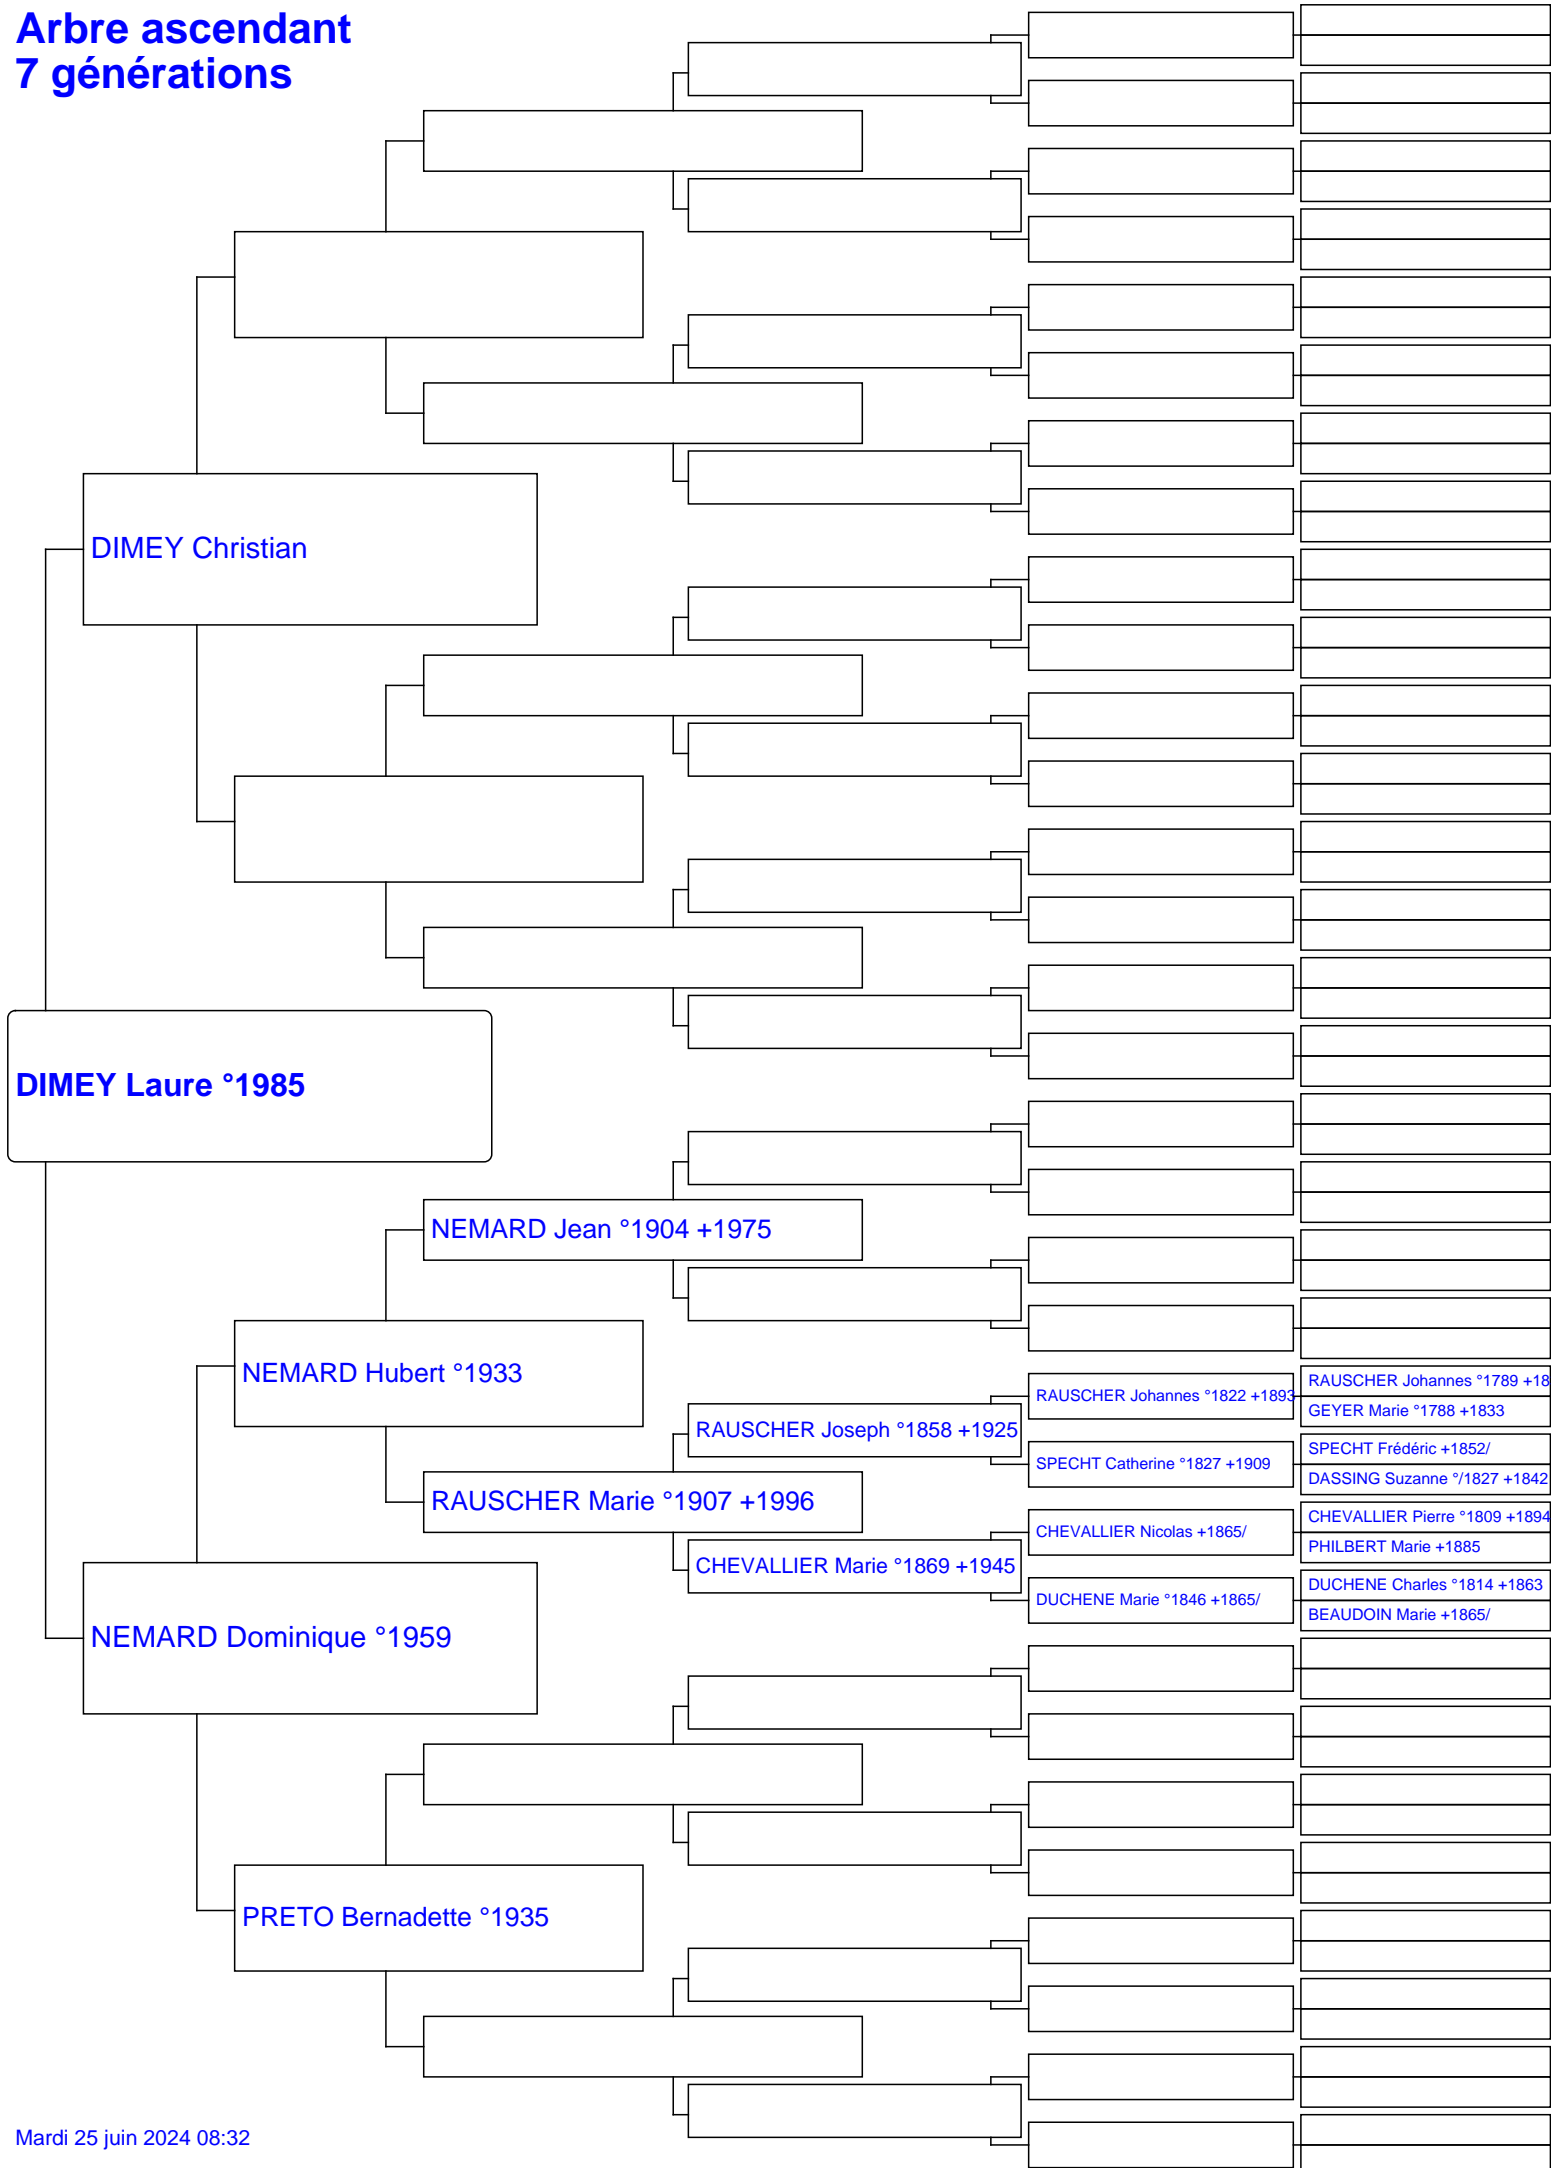 Arbre ascendant
7 générations
DIMEY Christian
DIMEY Laure °1985
NEMARD Jean °1904 +1975
NEMARD Hubert °1933
RAUSCHER Johannes °1789 +18
RAUSCHER Johannes °1822 +1893
GEYER Marie °1788 +1833
RAUSCHER Joseph °1858 +1925
SPECHT Frédéric +1852/
SPECHT Catherine °1827 +1909
DASSING Suzanne °/1827 +1842
RAUSCHER Marie °1907 +1996
CHEVALLIER Pierre °1809 +1894
CHEVALLIER Nicolas +1865/
PHILBERT Marie +1885
CHEVALLIER Marie °1869 +1945
DUCHENE Charles °1814 +1863
DUCHENE Marie °1846 +1865/
BEAUDOIN Marie +1865/
NEMARD Dominique °1959
PRETO Bernadette °1935
Mardi 25 juin 2024 08:32